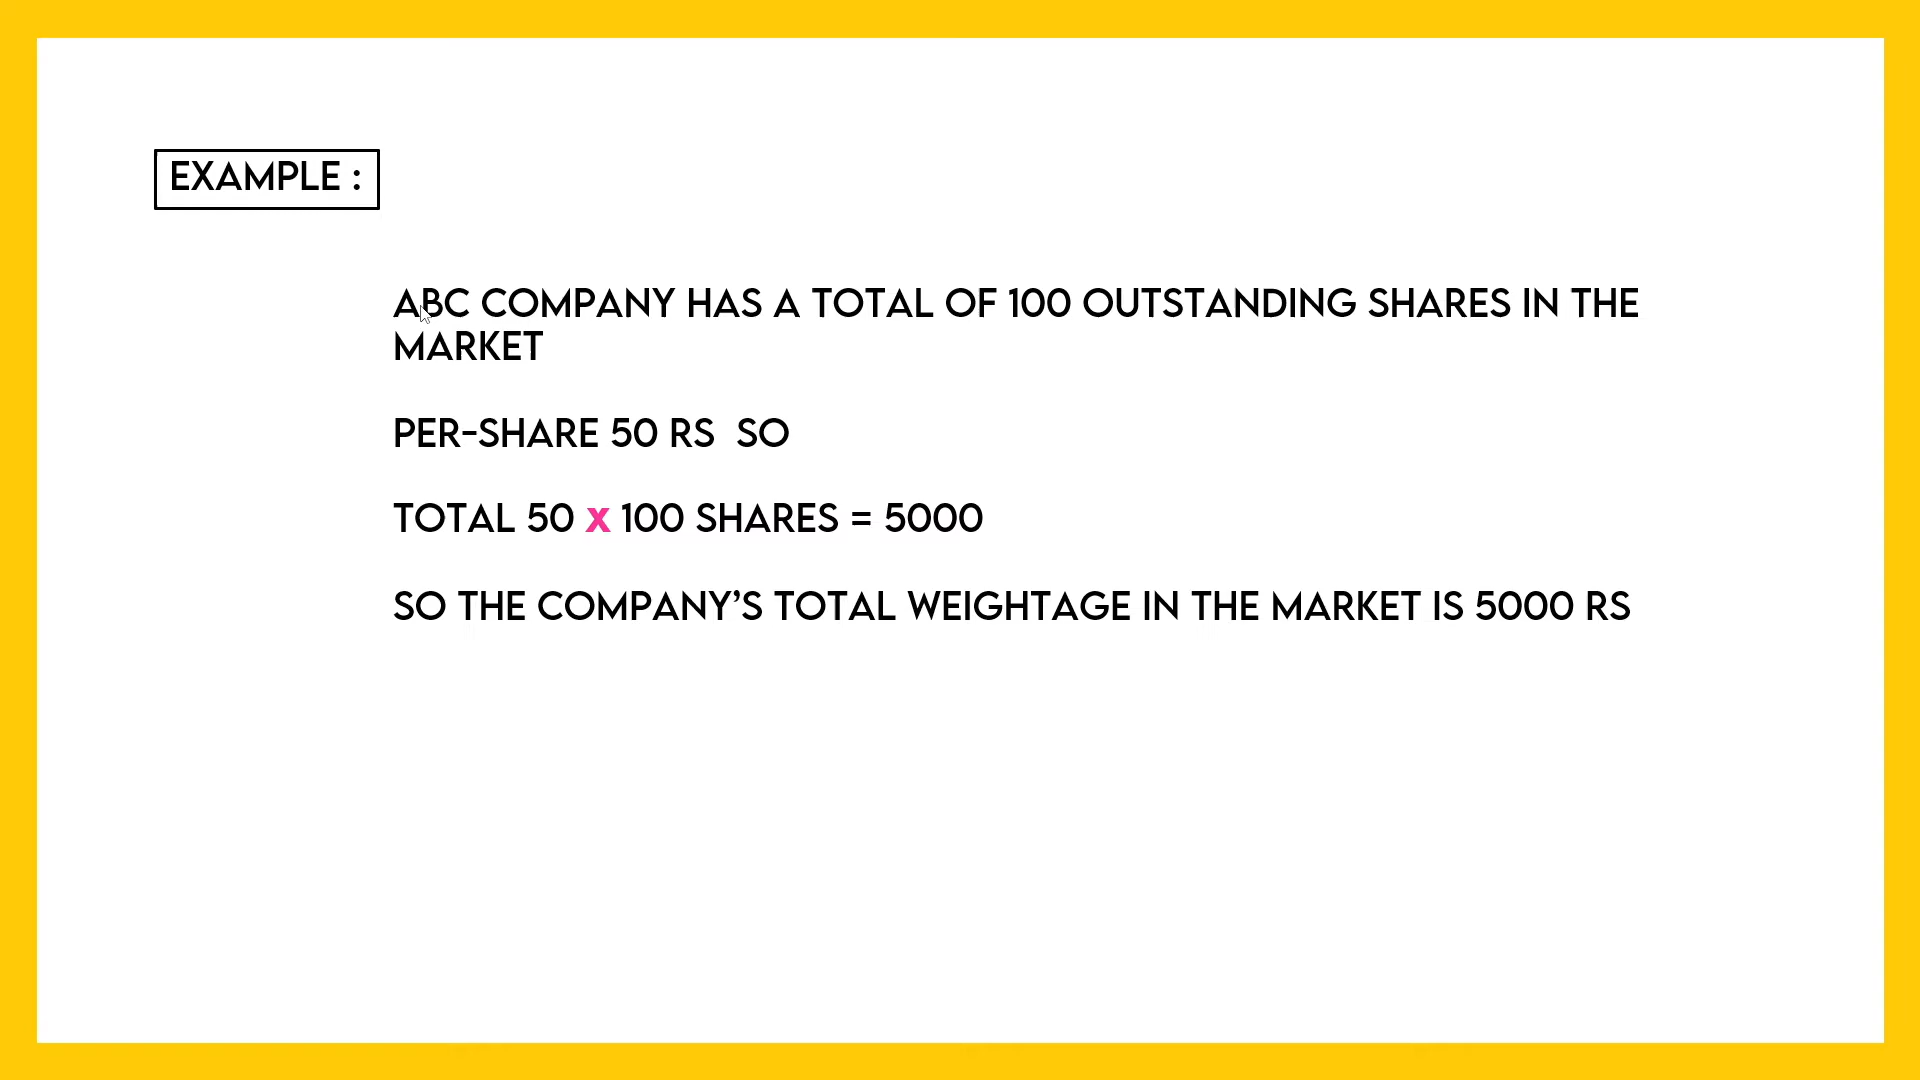 EXAMPLE :
ABC COMPANY HAS A TOTAL OF 100 OUTSTANDING SHARES IN THE
MARKET
PER-SHARE 50 RS  SO
TOTAL 50 x 100 SHARES = 5000
SO THE COMPANY’S TOTAL WEIGHTAGE IN THE MARKET IS 5000 RS